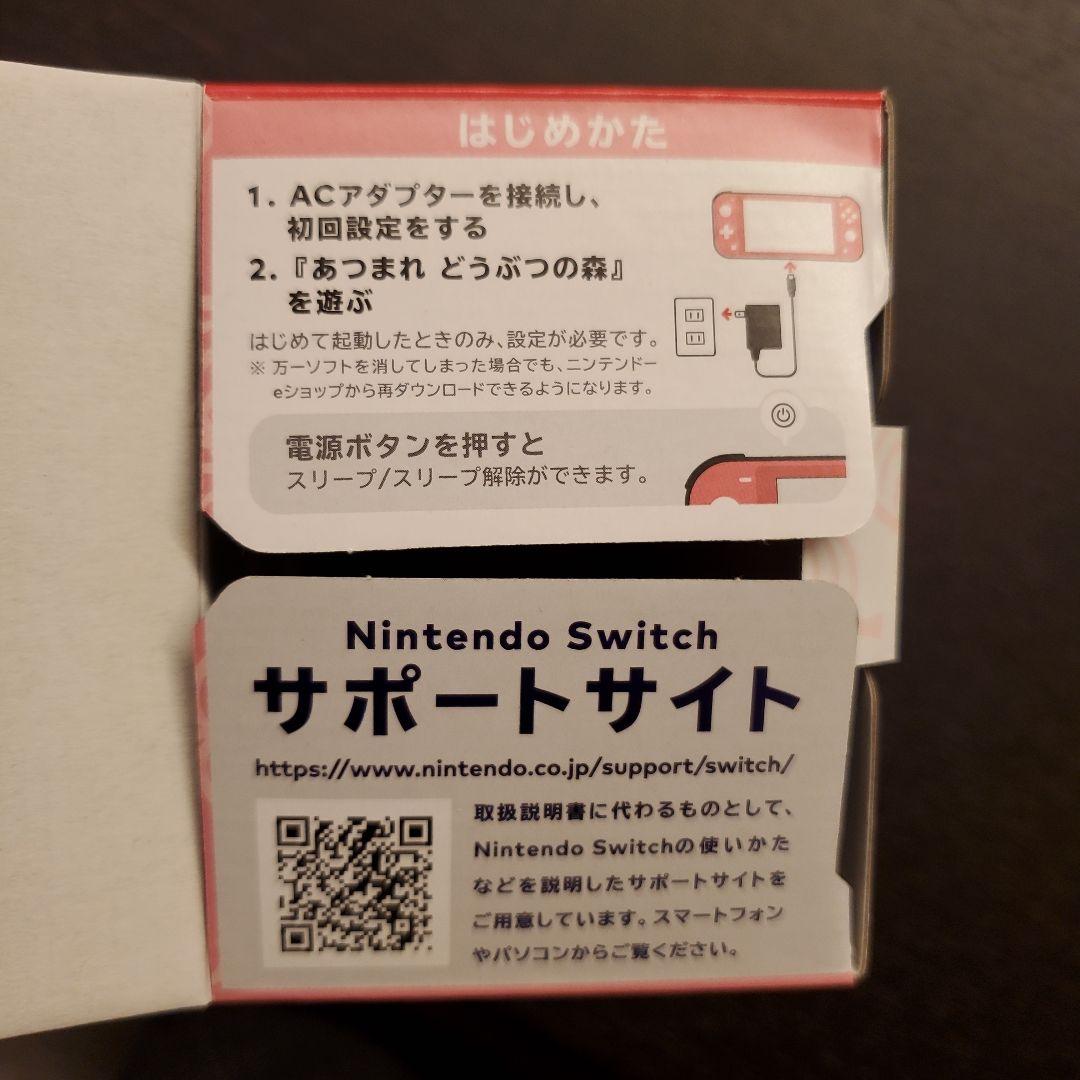 はじめかた
1. ACアダプターを接続し、
初回設定をする
2.『あつまれ どうぶつの森』
を遊ぶ
はじめて起動したときのみ、設定が必要です。
※ 万一ソフトを消してしまった場合でも、ニンテンドー
eショップから再ダウンロードできるようになります。
電源ボタンを押すと
スリープ/スリープ解除ができます。
Nintendo Switch
サポートサイト
https://www.nintendo.co.jp/support/switch/
取扱説明書に代わるものとして、
Nintendo Switchの使いかた
などを説明したサポートサイトを
ご用意しています。スマートフォン
やパソコンからご覧ください。